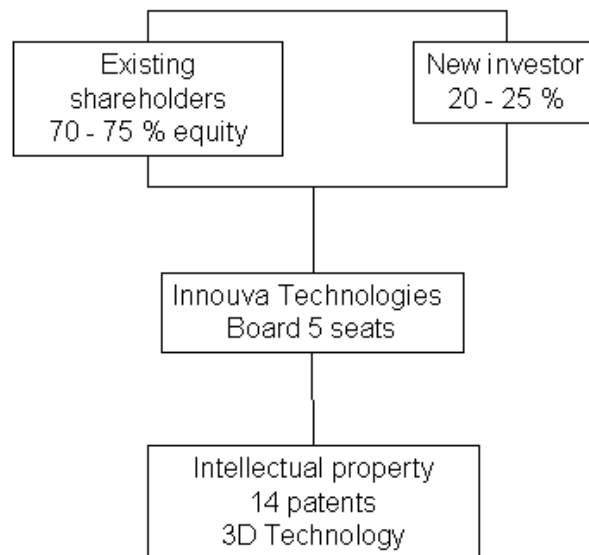 Existing
shareholders
70 - 75 % equity
New investor
20 - 25 %
Innouva Technologies
Board 5 seats
Intellectual property
14 patents
3D Technology